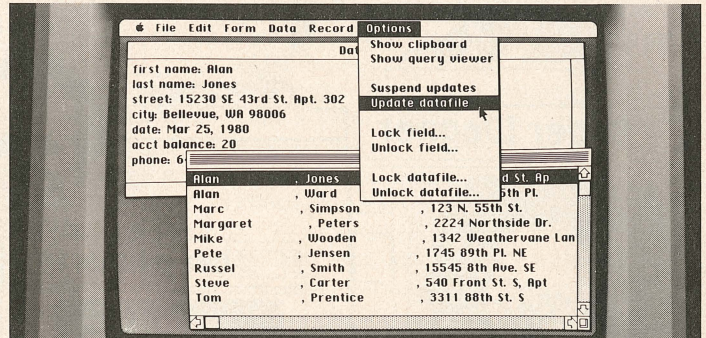 File Edit Form Data Record Options
Show clipboard
Show query viewer
Suspend updates
Update datafile
Lock field...
Unlock field...
Lock datafile...
Unlock datafile...
Dat
first name: Alan
last name: Jones
street: 15230 SE 43rd St. Apt. 302
city: Bellevue, WA 98006
date: Mar 25, 1980
acct balance: 20
phone: 6
Alan , Jones d St. Ap
Alan , Ward 5th Pl.
Marc , Simpson , 123 N. 55th St.
Margaret , Peters , 2224 Northside Dr.
Mike , Wooden , 1342 Weathervane Lan
Pete , Jensen , 1745 89th Pl. NE
Russel , Smith , 15545 8th Ave. SE
Steve , Carter , 540 Front St. S, Apt
Tom , Prentice , 3311 88th St. S